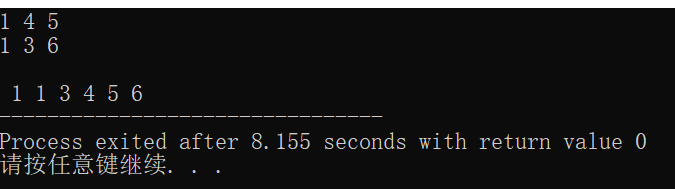 1 4 5
1 3 6
1 1 3 4 5 6
--------------------------------
Process exited after 8.155 seconds with return value 0
请按任意键继续. . .